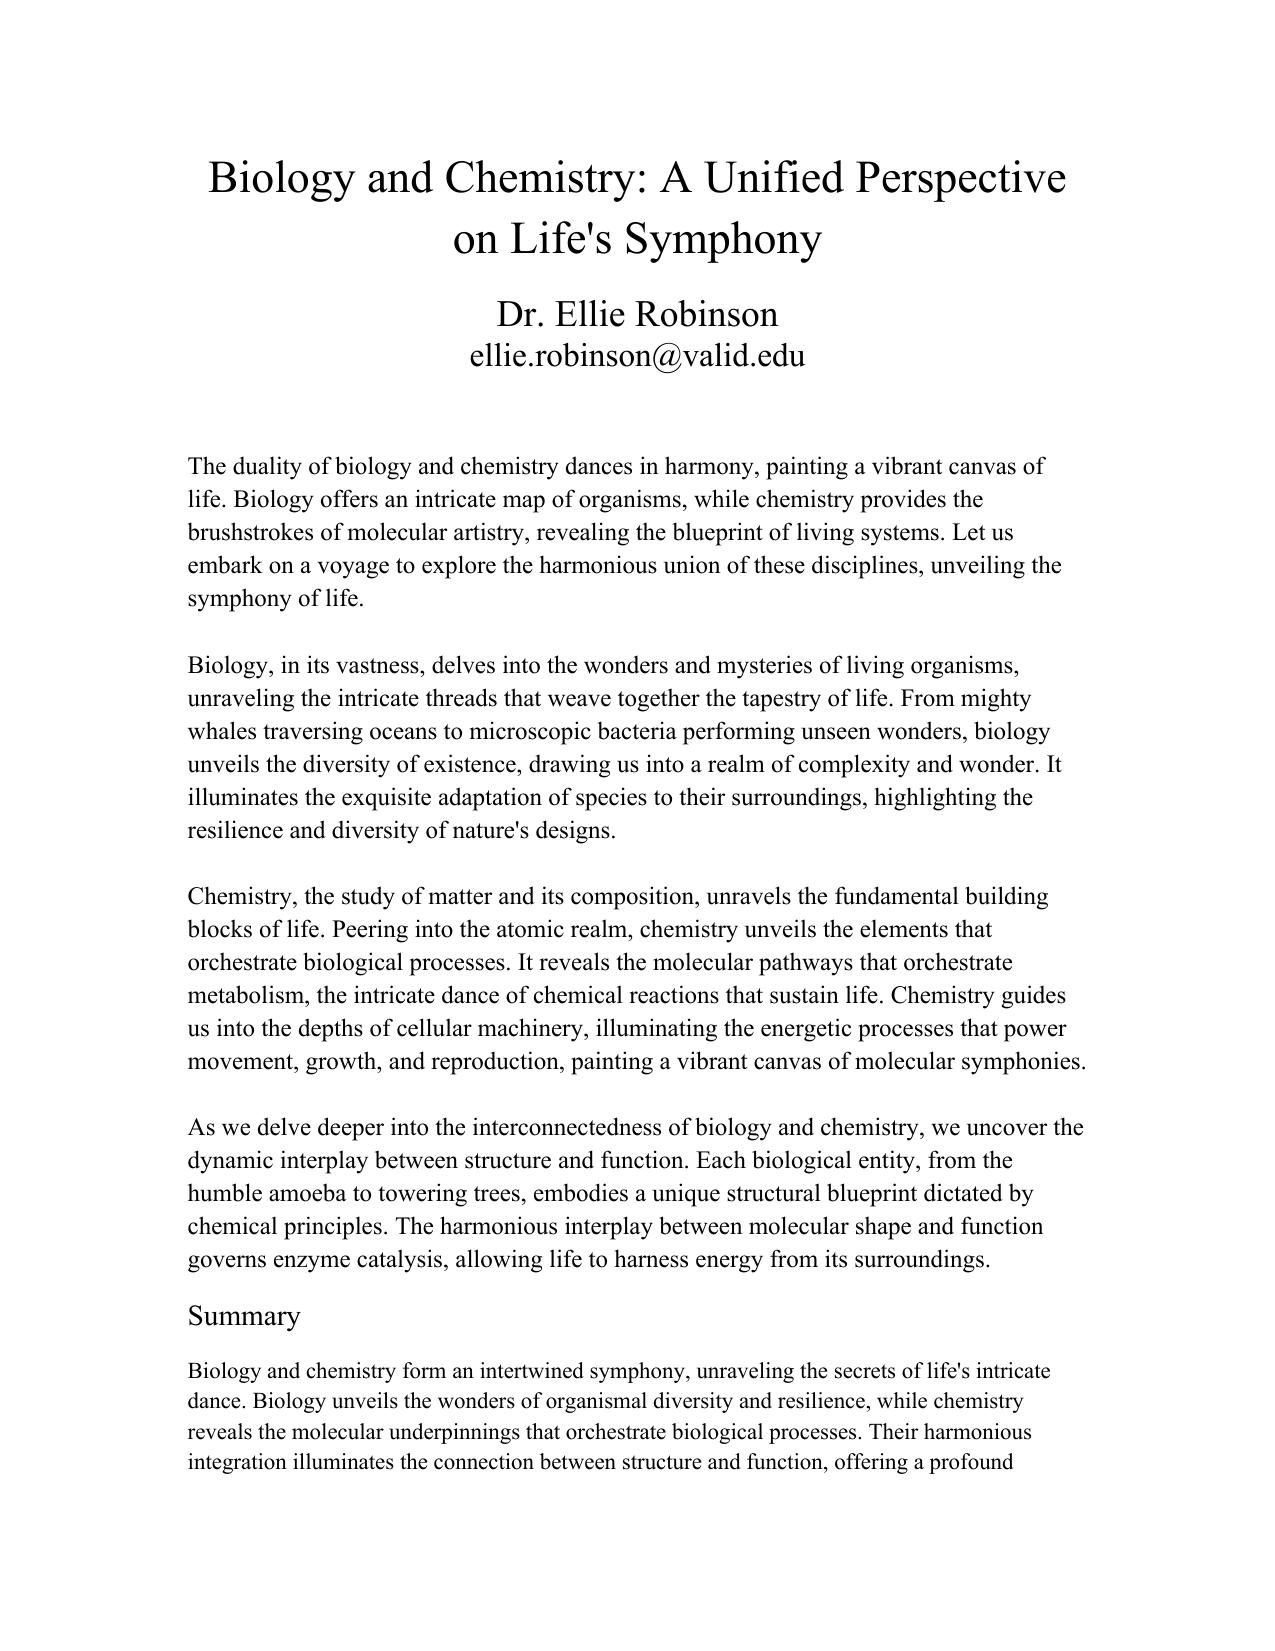 Biology and Chemistry: A Unified Perspective
on Life's Symphony
Dr. Ellie Robinson
ellie.robinson@valid.edu
The duality of biology and chemistry dances in harmony, painting a vibrant canvas of
life. Biology offers an intricate map of organisms, while chemistry provides the
brushstrokes of molecular artistry, revealing the blueprint of living systems. Let us
embark on a voyage to explore the harmonious union of these disciplines, unveiling the
symphony of life.
Biology, in its vastness, delves into the wonders and mysteries of living organisms,
unraveling the intricate threads that weave together the tapestry of life. From mighty
whales traversing oceans to microscopic bacteria performing unseen wonders, biology
unveils the diversity of existence, drawing us into a realm of complexity and wonder. It
illuminates the exquisite adaptation of species to their surroundings, highlighting the
resilience and diversity of nature's designs.
Chemistry, the study of matter and its composition, unravels the fundamental building
blocks of life. Peering into the atomic realm, chemistry unveils the elements that
orchestrate biological processes. It reveals the molecular pathways that orchestrate
metabolism, the intricate dance of chemical reactions that sustain life. Chemistry guides
us into the depths of cellular machinery, illuminating the energetic processes that power
movement, growth, and reproduction, painting a vibrant canvas of molecular symphonies.
As we delve deeper into the interconnectedness of biology and chemistry, we uncover the
dynamic interplay between structure and function. Each biological entity, from the
humble amoeba to towering trees, embodies a unique structural blueprint dictated by
chemical principles. The harmonious interplay between molecular shape and function
governs enzyme catalysis, allowing life to harness energy from its surroundings.
Summary
Biology and chemistry form an intertwined symphony, unraveling the secrets of life's intricate
dance. Biology unveils the wonders of organismal diversity and resilience, while chemistry
reveals the molecular underpinnings that orchestrate biological processes. Their harmonious
integration illuminates the connection between structure and function, offering a profound